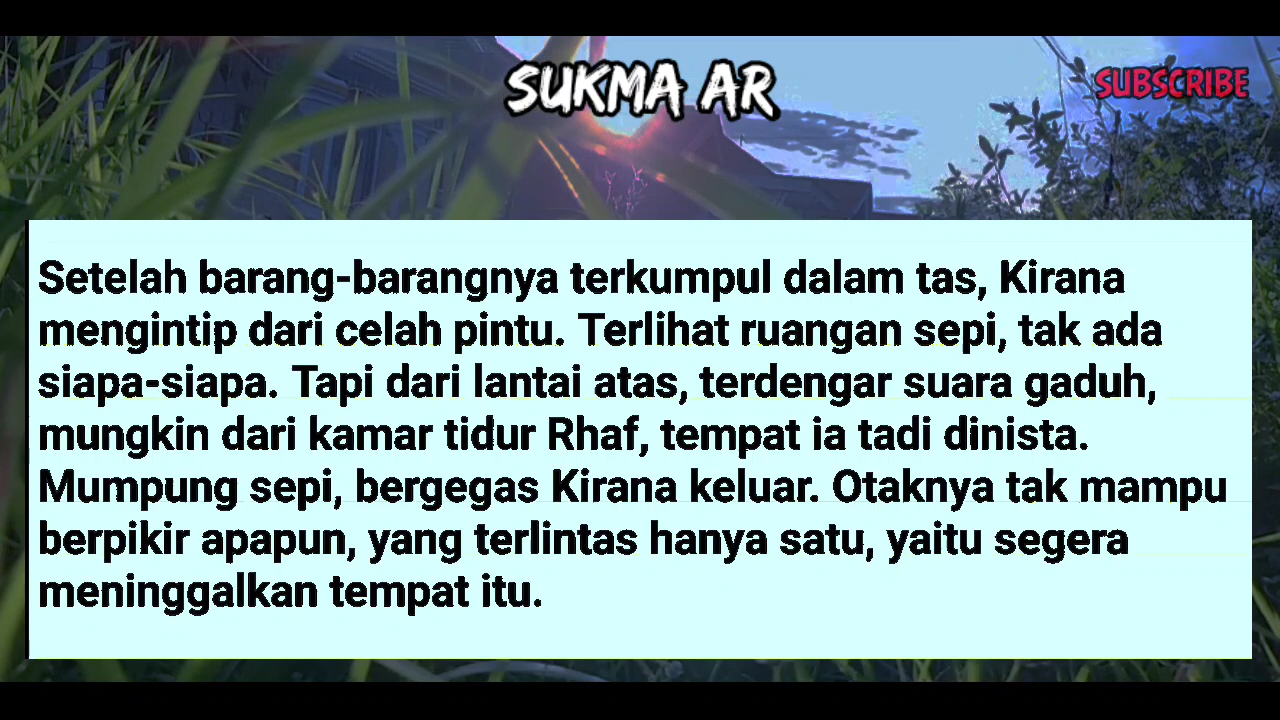 SUKMA AR
SUBSCRIBE
Setelah barang-barangnya terkumpul dalam tas, Kirana
mengintip dari celah pintu. Terlihat ruangan sepi, tak ada
siapa-siapa. Tapi dari lantai atas, terdengar suara gaduh,
mungkin dari kamar tidur Rhaf, tempat ia tadi dinista.
Mumpung sepi, bergegas Kirana keluar. Otaknya tak mampu
berpikir apapun, yang terlintas hanya satu, yaitu segera
meninggalkan tempat itu.